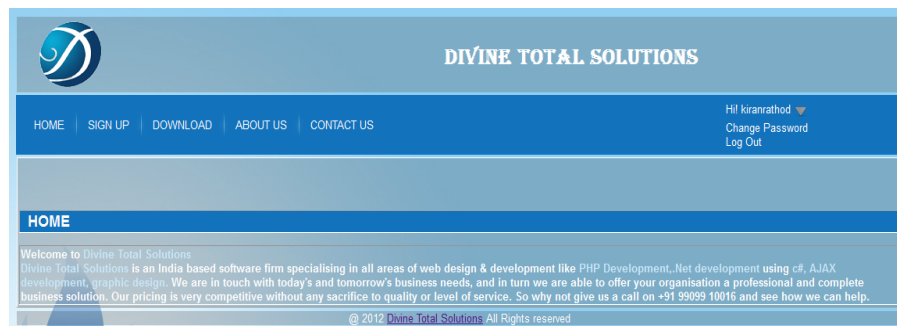 DIVINE TOTAL SOLUTIONS
HOME SIGN UP DOWNLOAD ABOUT US CONTACT US
Hi! kiranrathod
Change Password
Log Out
HOME
Welcome to Divine Total Solutions
Divine Total Solutions is an India based software firm specialising in all areas of web design & development like PHP Development,.Net development using c#, AJAX
development, graphic design. We are in touch with today's and tomorrow's business needs, and in turn we are able to offer your organisation a professional and complete
business solution. Our pricing is very competitive without any sacrifice to quality or level of service. So why not give us a call on +91 99099 10016 and see how we can help.
@ 2012 Divine Total Solutions All Rights reserved